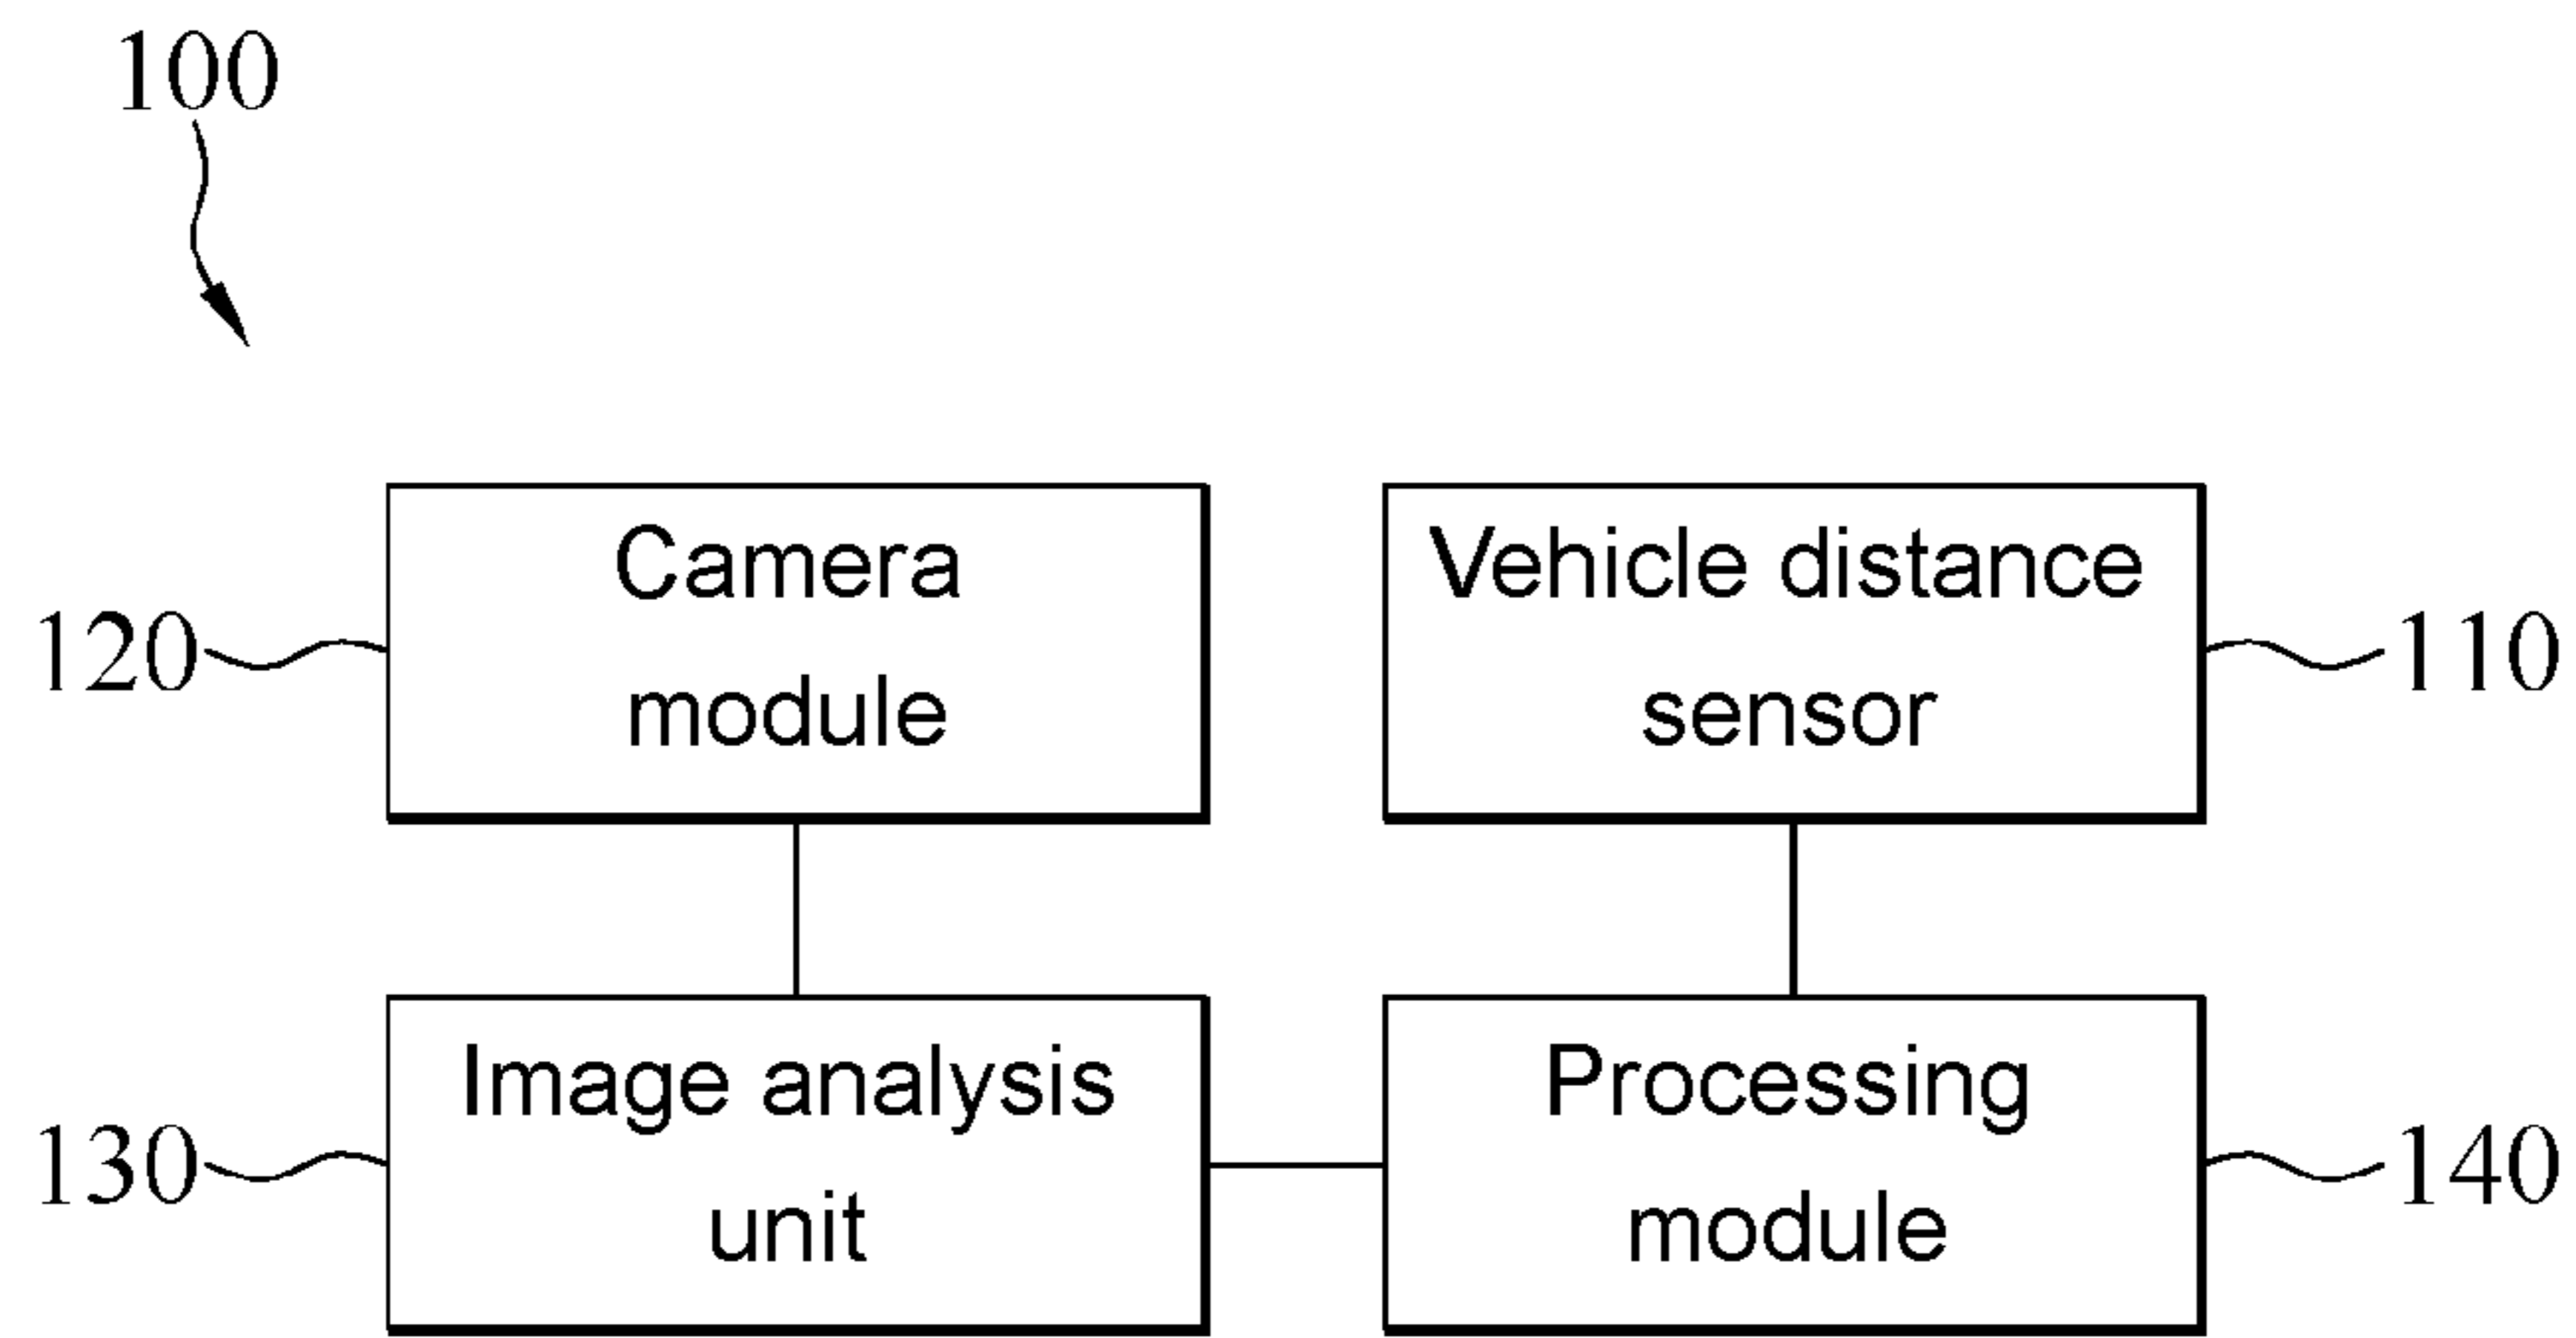 100
120
Camera
module
Vehicle distance
sensor
110
130
Image analysis
unit
Processing
module
140